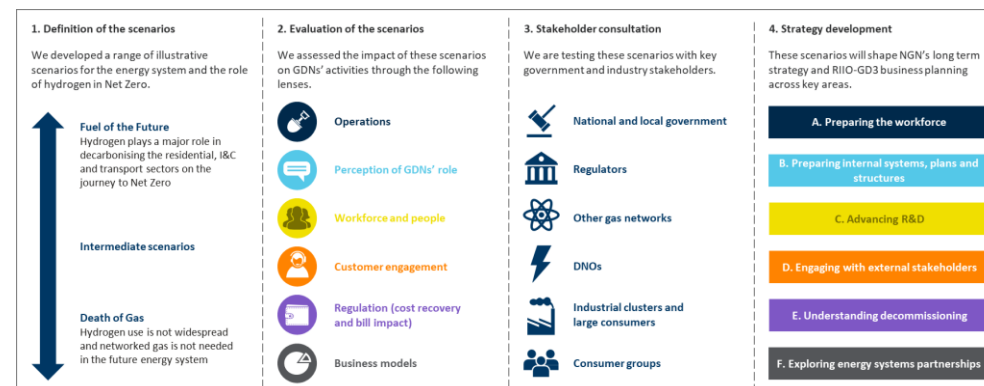 1. Definition of the scenarios
We developed a range of illustrative
scenarios for the energy system and the role
of hydrogen in Net Zero.
Fuel of the Future
Hydrogen plays a major role in
decarbonising the residential, I&C
and transport sectors on the
journey to Net Zero
Intermediate scenarios
Death of Gas
Hydrogen use is not widespread
and networked gas is not needed
in the future energy system
2. Evaluation of the scenarios
We assessed the impact of these scenarios
on GDNs' activities through the following
lenses.
Operations
Perception of GDNs' role
Workforce and people
Customer engagement
Regulation (cost recovery
and bill impact)
Business models
3. Stakeholder consultation
We are testing these scenarios with key
government and industry stakeholders.
National and local government
Regulators
Other gas networks
DNOs
Industrial clusters and
large consumers
Consumer groups
4. Strategy development
These scenarios will shape NGN's long term
strategy and RIIO-GD3 business planning
across key areas.
A. Preparing the workforce
B. Preparing internal systems, plans and
structures
C. Advancing R&D
D. Engaging with external stakeholders
E. Understanding decommissioning
F. Exploring energy systems partnerships